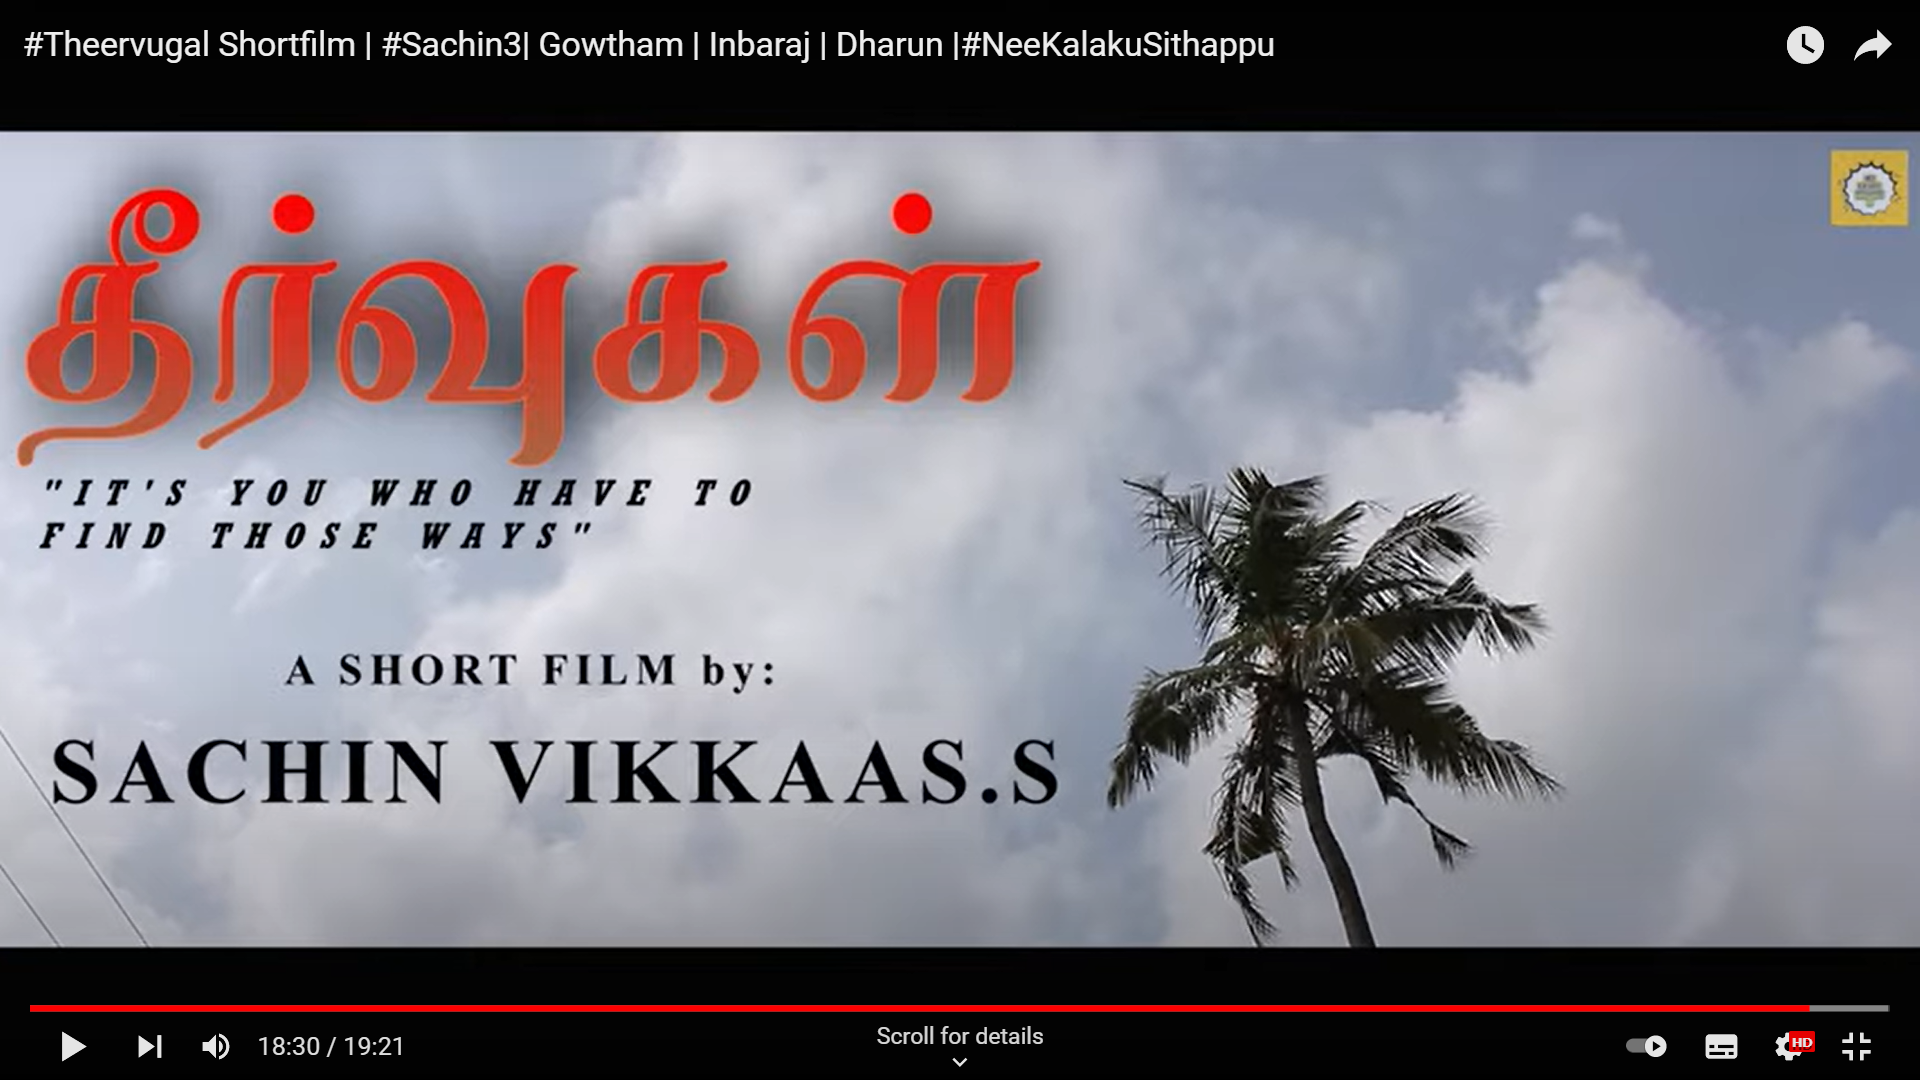 #Theervugal Shortfilm | #Sachin3| Gowtham | Inbaraj | Dharun |#NeeKalakuSithappu
தீர்வுகள்
"IT'S YOU WHO HAVE TO
FIND THOSE WAYS"
A SHORT FILM by:
SACHIN VIKKAAS.S
18:30 / 19:21
Scroll for details
HD